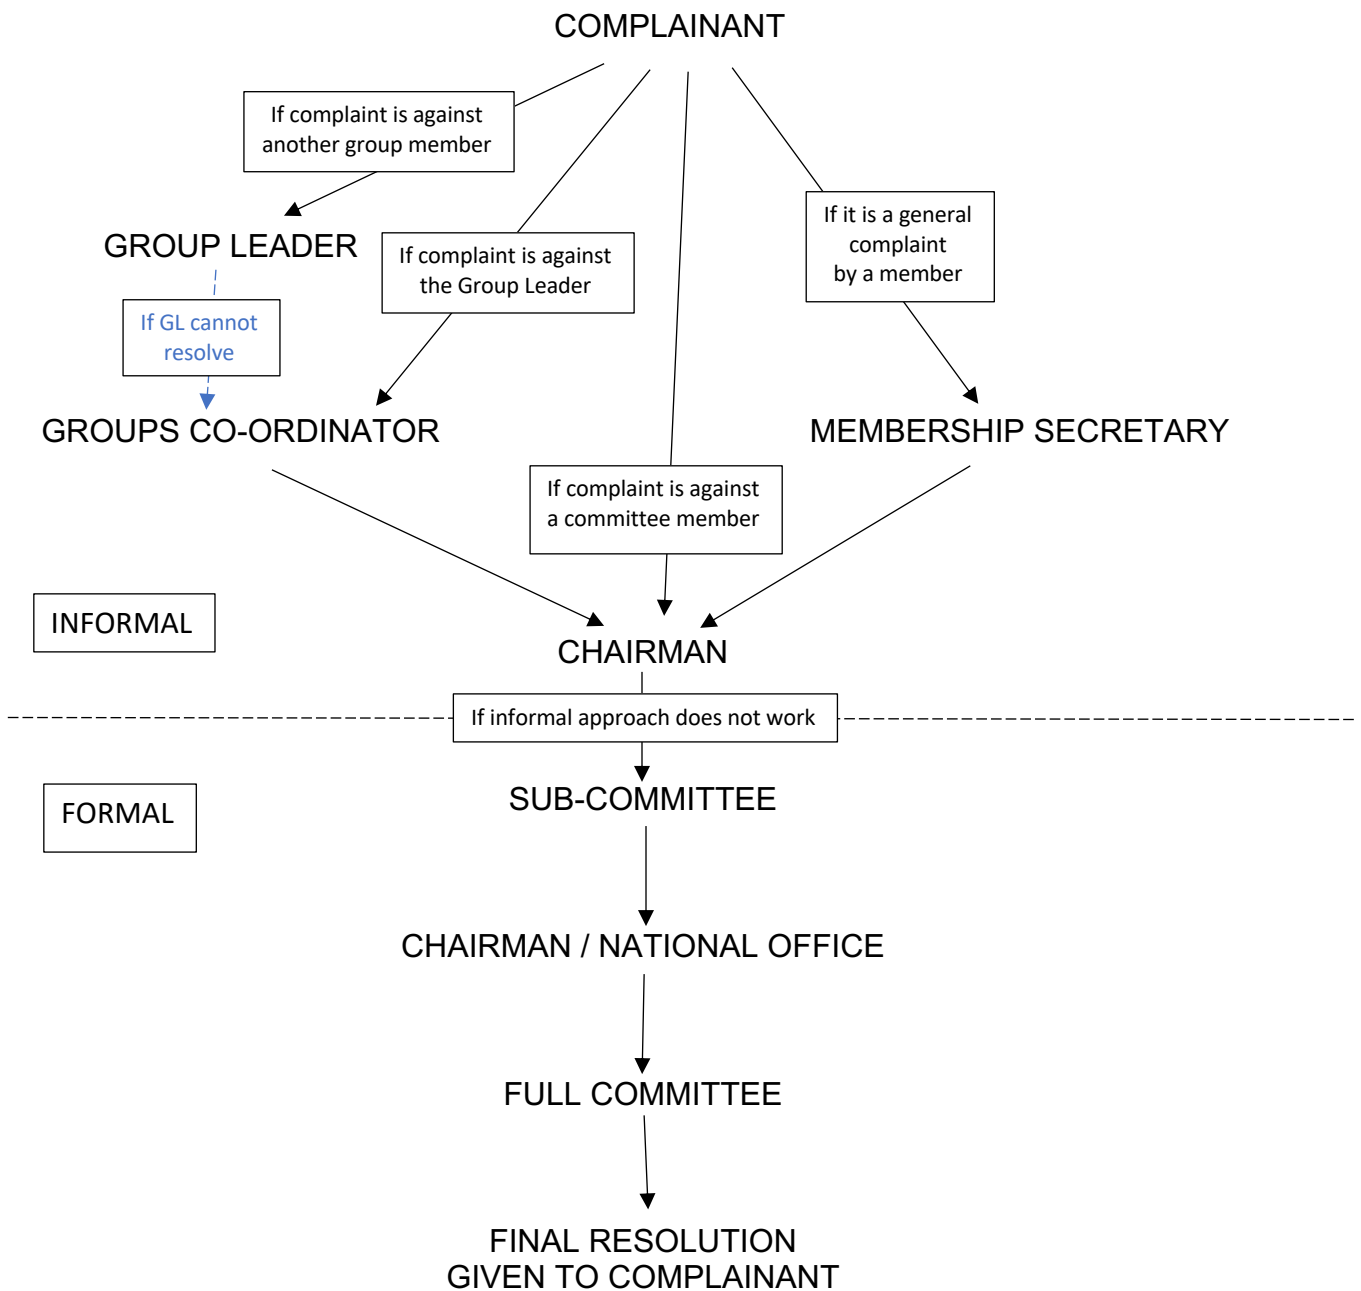 COMPLAINANT
If complaint is against
another group member
If it is a general
complaint
by a member
GROUP LEADER
If complaint is against
the Group Leader
If GL cannot
resolve
GROUPS CO-ORDINATOR
MEMBERSHIP SECRETARY
If complaint is against
a committee member
INFORMAL
CHAIRMAN
If informal approach does not work
FORMAL
SUB-COMMITTEE
CHAIRMAN / NATIONAL OFFICE
FULL COMMITTEE
FINAL RESOLUTION
GIVEN TO COMPLAINANT